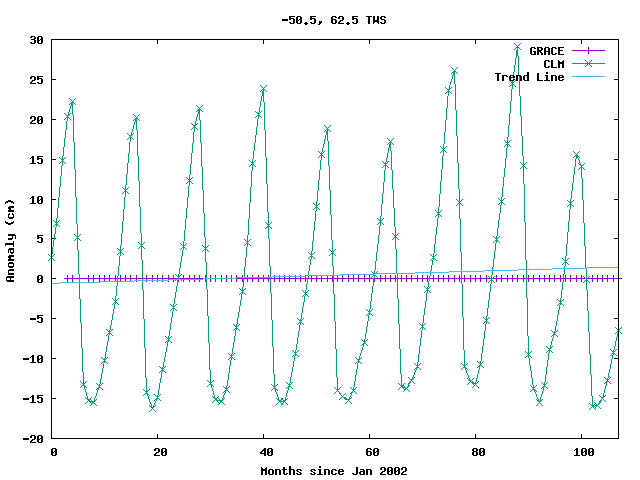 -50.5, 62.5 TWS
GRACE
CLM
Trend Line
30
25
20
15
10
5
0
-5
-10
-15
-20
Anomaly (cm)
0 20 40 60 80 100
Months since Jan 2002